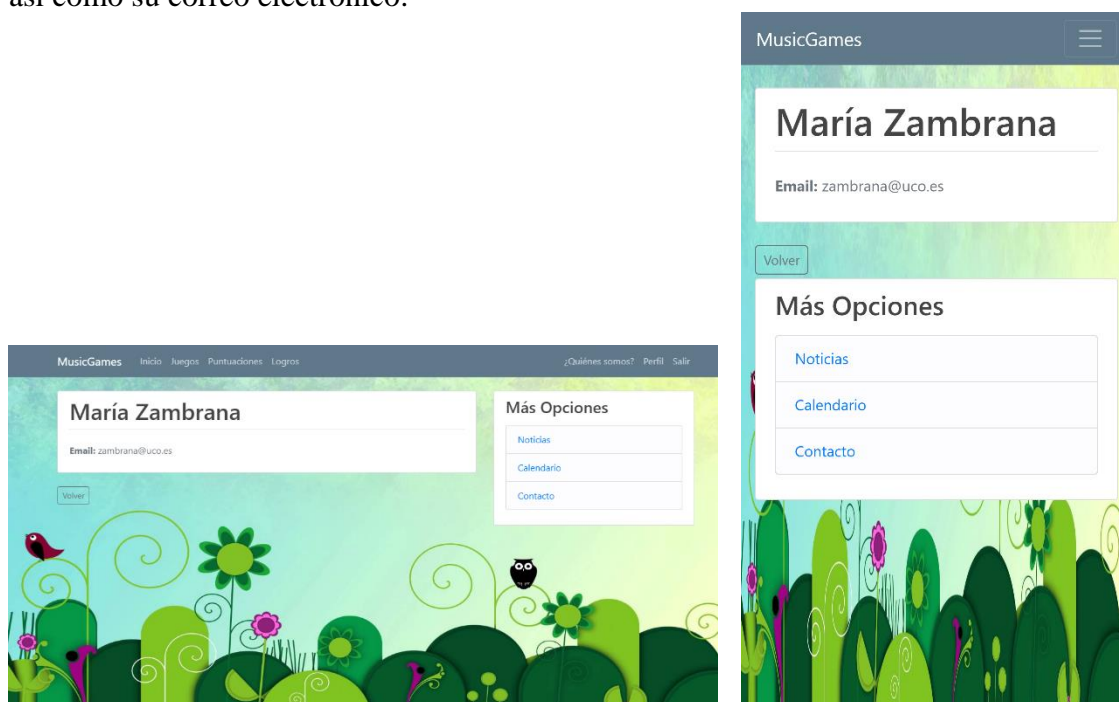 así como su correo electrónico.
MusicGames
María Zambrana
Email: zambrana@uco.es
Volver
Más Opciones
Noticias
Calendario
Contacto
MusicGames Inicio Juegos Puntuaciones Logros ¿Quiénes somos? Perfil Salir
María Zambrana
Email: zambrana@uco.es
Volver
Más Opciones
Noticias
Calendario
Contacto